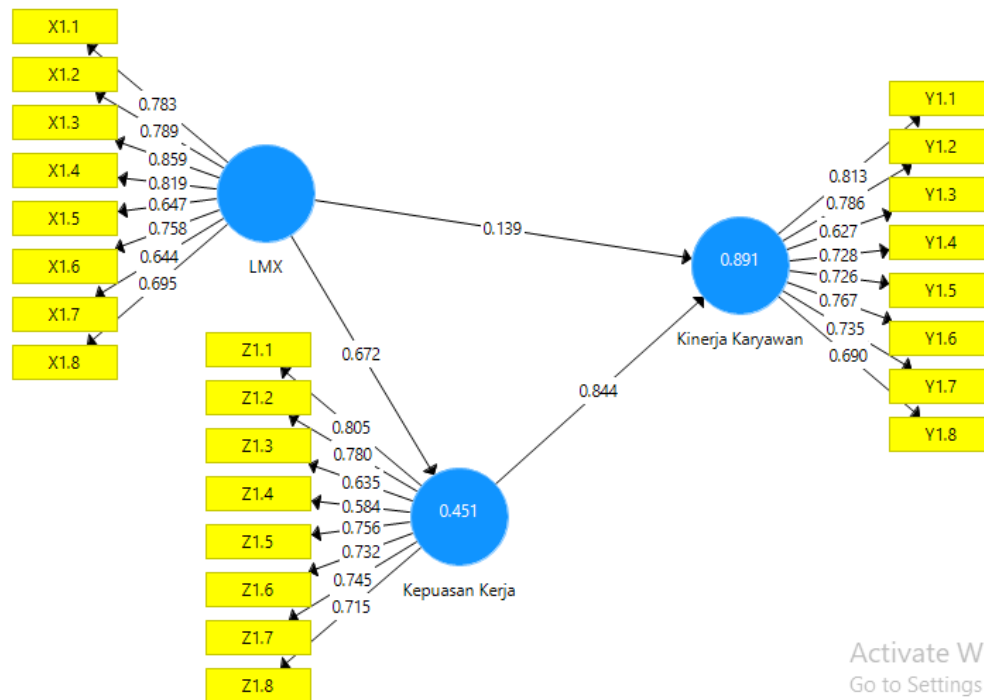 X1.1
X1.2
X1.3
X1.4
X1.5
X1.6
X1.7
X1.8
0.783
0.789
0.859
0.819
0.647
0.758
0.644
0.695
LMX
0.139
0.672
Z1.1
Z1.2
Z1.3
Z1.4
Z1.5
Z1.6
Z1.7
Z1.8
0.805
0.780
0.635
0.584
0.756
0.732
0.745
0.715
0.451
Kepuasan Kerja
0.844
0.891
Kinerja Karyawan
0.813
0.786
0.627
0.728
0.726
0.767
0.735
0.690
Y1.1
Y1.2
Y1.3
Y1.4
Y1.5
Y1.6
Y1.7
Y1.8
Activate W
Go to Settings